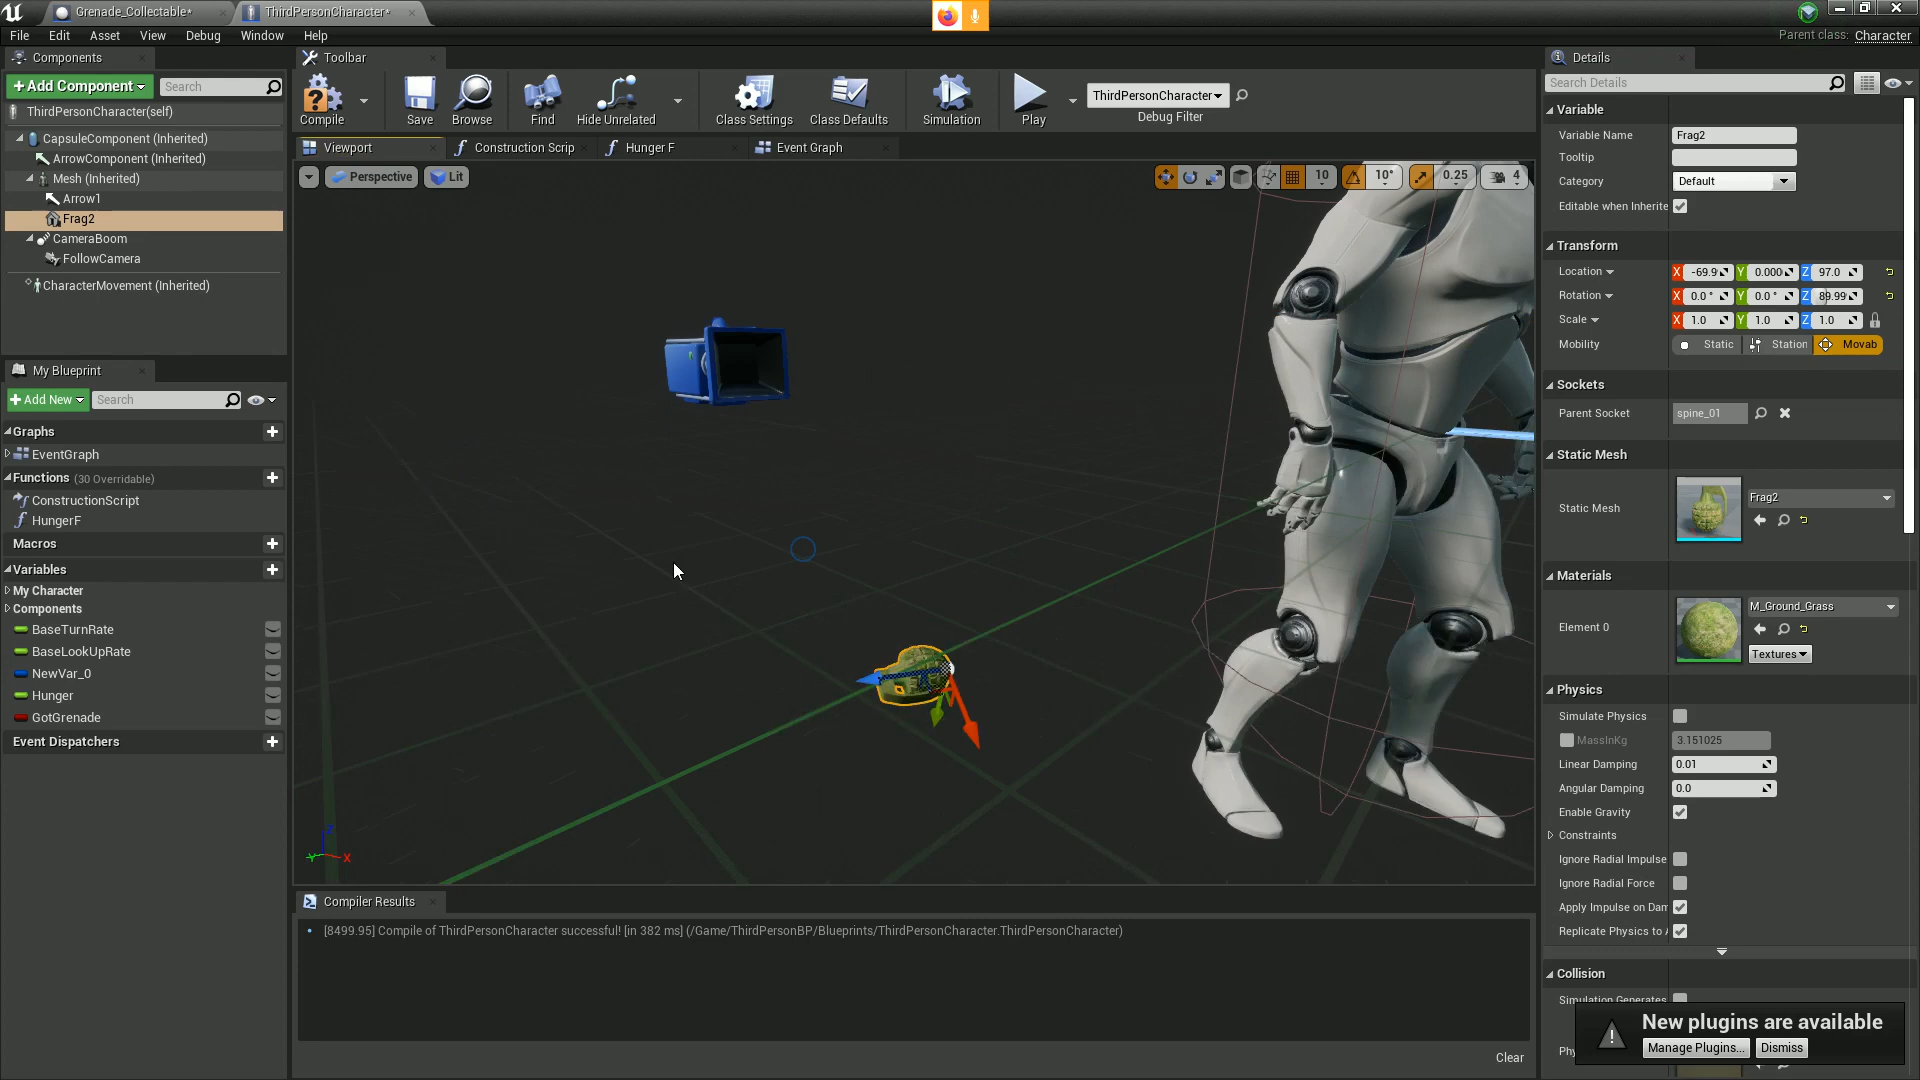 Grenade_Collectable*
ThirdPersonCharacter*
File Edit Asset View Debug Window Help
Parent class: Character
Components
+Add Component
Search
ThirdPersonCharacter(self)
CapsuleComponent (Inherited)
ArrowComponent (Inherited)
Mesh (Inherited)
Arrow1
Frag2
CameraBoom
FollowCamera
CharacterMovement (Inherited)
My Blueprint
+Add New
Search
Graphs
EventGraph
Functions (30 Overridable)
ConstructionScript
HungerF
Macros
Variables
My Character
Components
BaseTurnRate
BaseLookUpRate
NewVar_0
Hunger
GotGrenade
Event Dispatchers
Toolbar
Compile
Save
Browse
Find
Hide Unrelated
Class Settings
Class Defaults
Simulation
Play
ThirdPersonCharacter
Debug Filter
Viewport
Construction Scrip
Hunger F
Event Graph
Perspective
Lit
10
10°
0.25
4
Z
Y
X
Compiler Results
[8499.95] Compile of ThirdPersonCharacter successful! [in 382 ms] (/Game/ThirdPersonBP/Blueprints/ThirdPersonCharacter.ThirdPersonCharacter)
Clear
Details
Search Details
Variable
Variable Name Frag2
Tooltip
Category Default
Editable when Inherite
Transform
Location X -69.9 Y 0.000 Z 97.0
Rotation X 0.0 ° Y 0.0 ° Z 89.99
Scale X 1.0 Y 1.0 Z 1.0
Mobility Static Station Movab
Sockets
Parent Socket spine_01
Static Mesh
Static Mesh Frag2
Materials
Element 0 M_Ground_Grass
Textures
Physics
Simulate Physics
MassInKg 3.151025
Linear Damping 0.01
Angular Damping 0.0
Enable Gravity
Constraints
Ignore Radial Impulse
Ignore Radial Force
Apply Impulse on Dam
Replicate Physics to A
Collision
Simulation Generates
Phy
New plugins are available
Manage Plugins...
Dismiss